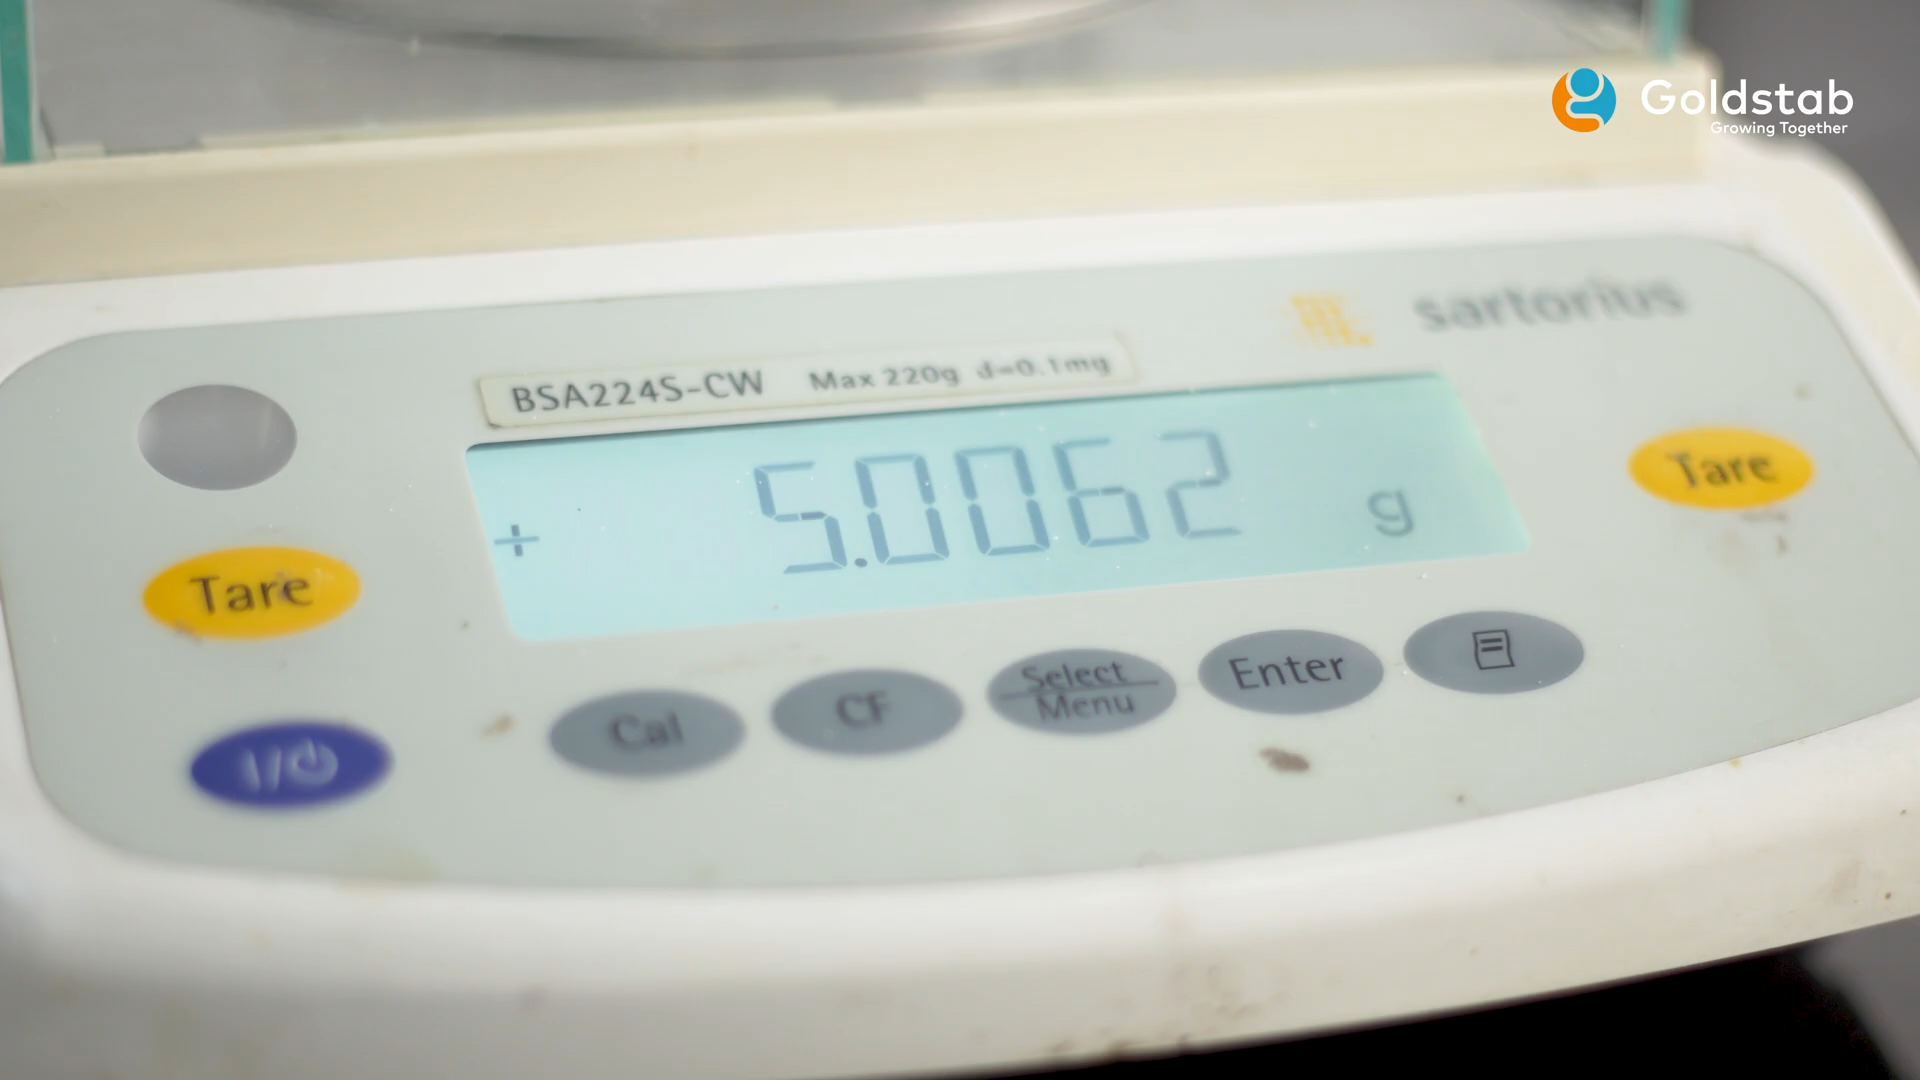 Goldstab
Growing Together
sartorius
BSA224S-CW Max 220g d=0.1mg
+ 5.0062 g
Tare
Tare
Cal
CF
Select
Menu
Enter
I/⏻